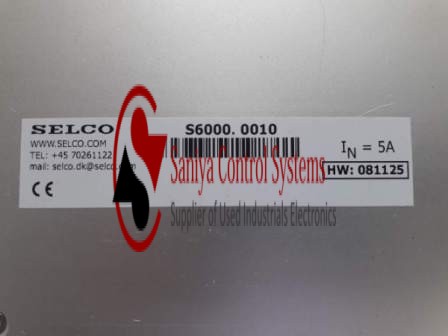 SELCO
WWW.SELCO.COM
TEL: +45 70261122
mail: selco.dk@selco.com
S6000. 0010
I_N = 5A
HW: 081125
CE
Saniya Control Systems
Supplier of Used Industrials Electronics